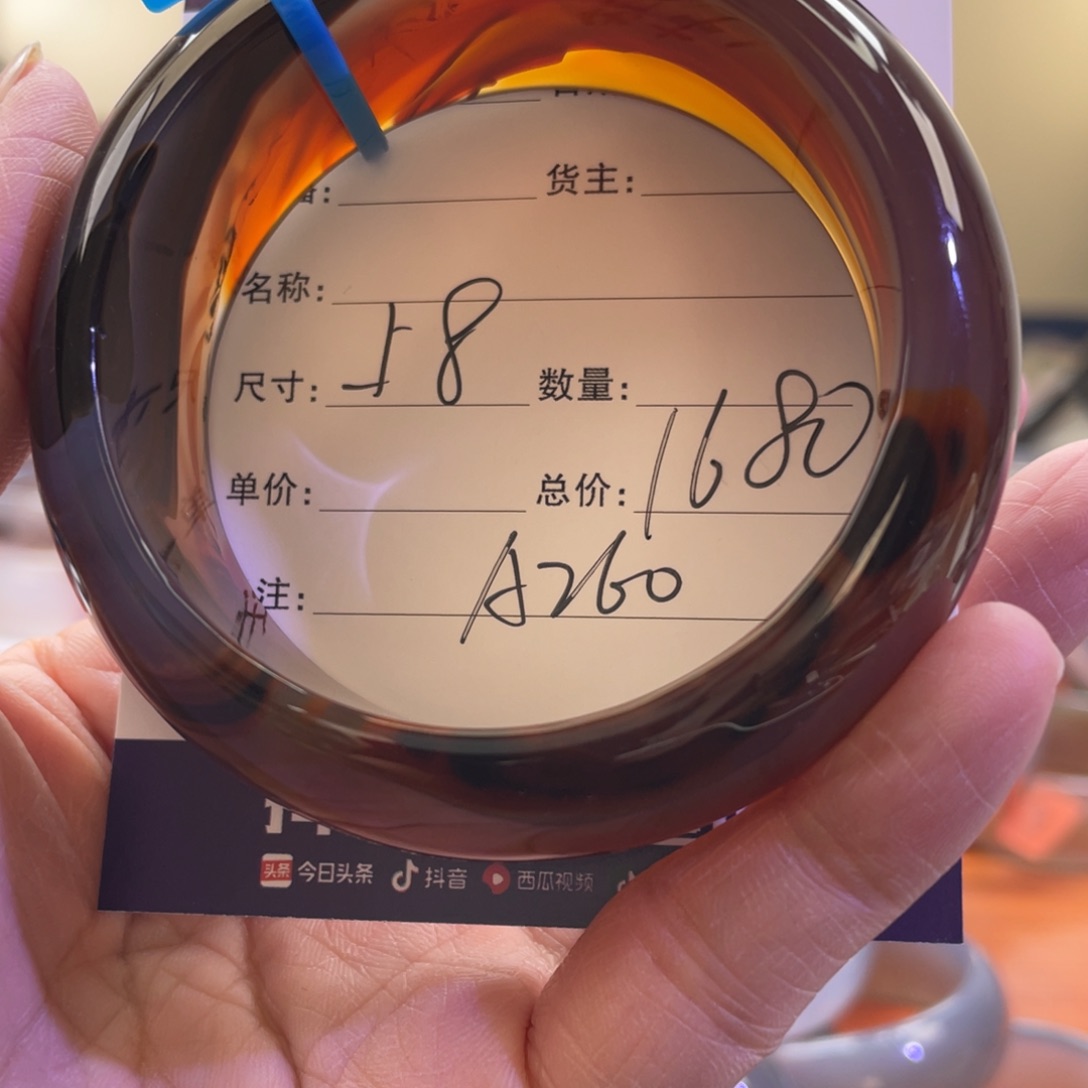 货主:
名称:
尺寸: 58 数量:
单价: 总价: 1680
注: A260
今日头条 抖音 西瓜视频